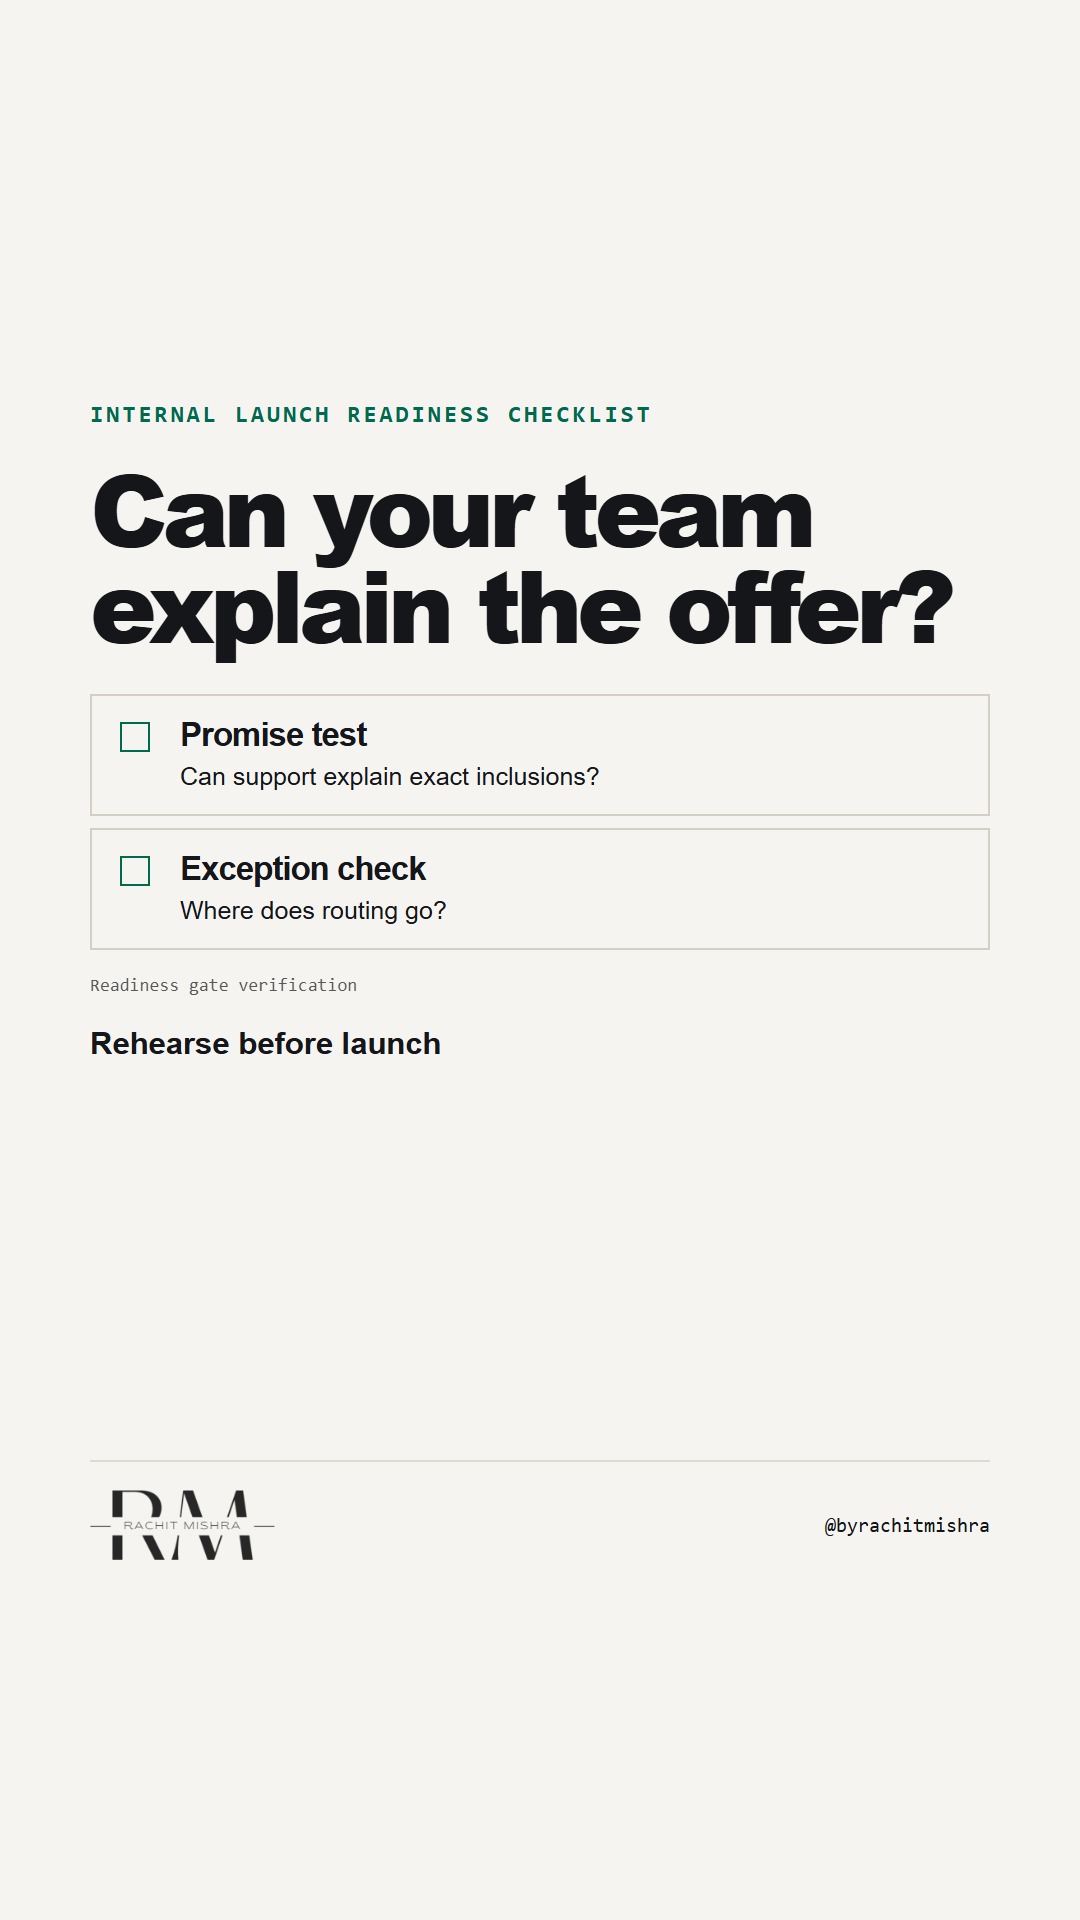 INTERNAL LAUNCH READINESS CHECKLIST
Can your team
explain the offer?
Promise test
Can support explain exact inclusions?
Exception check
Where does routing go?
Readiness gate verification
Rehearse before launch
RM
RACHIT MISHRA
@byrachitmishra